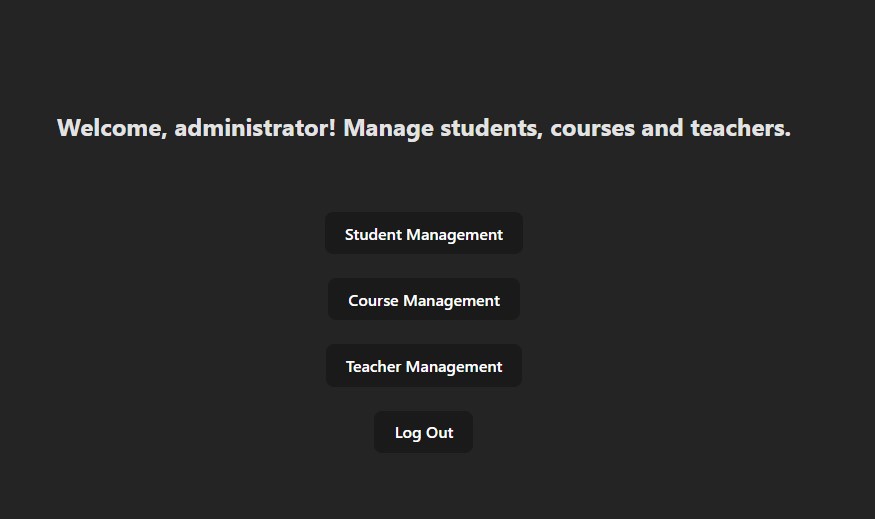 Welcome, administrator! Manage students, courses and teachers.
Student Management
Course Management
Teacher Management
Log Out